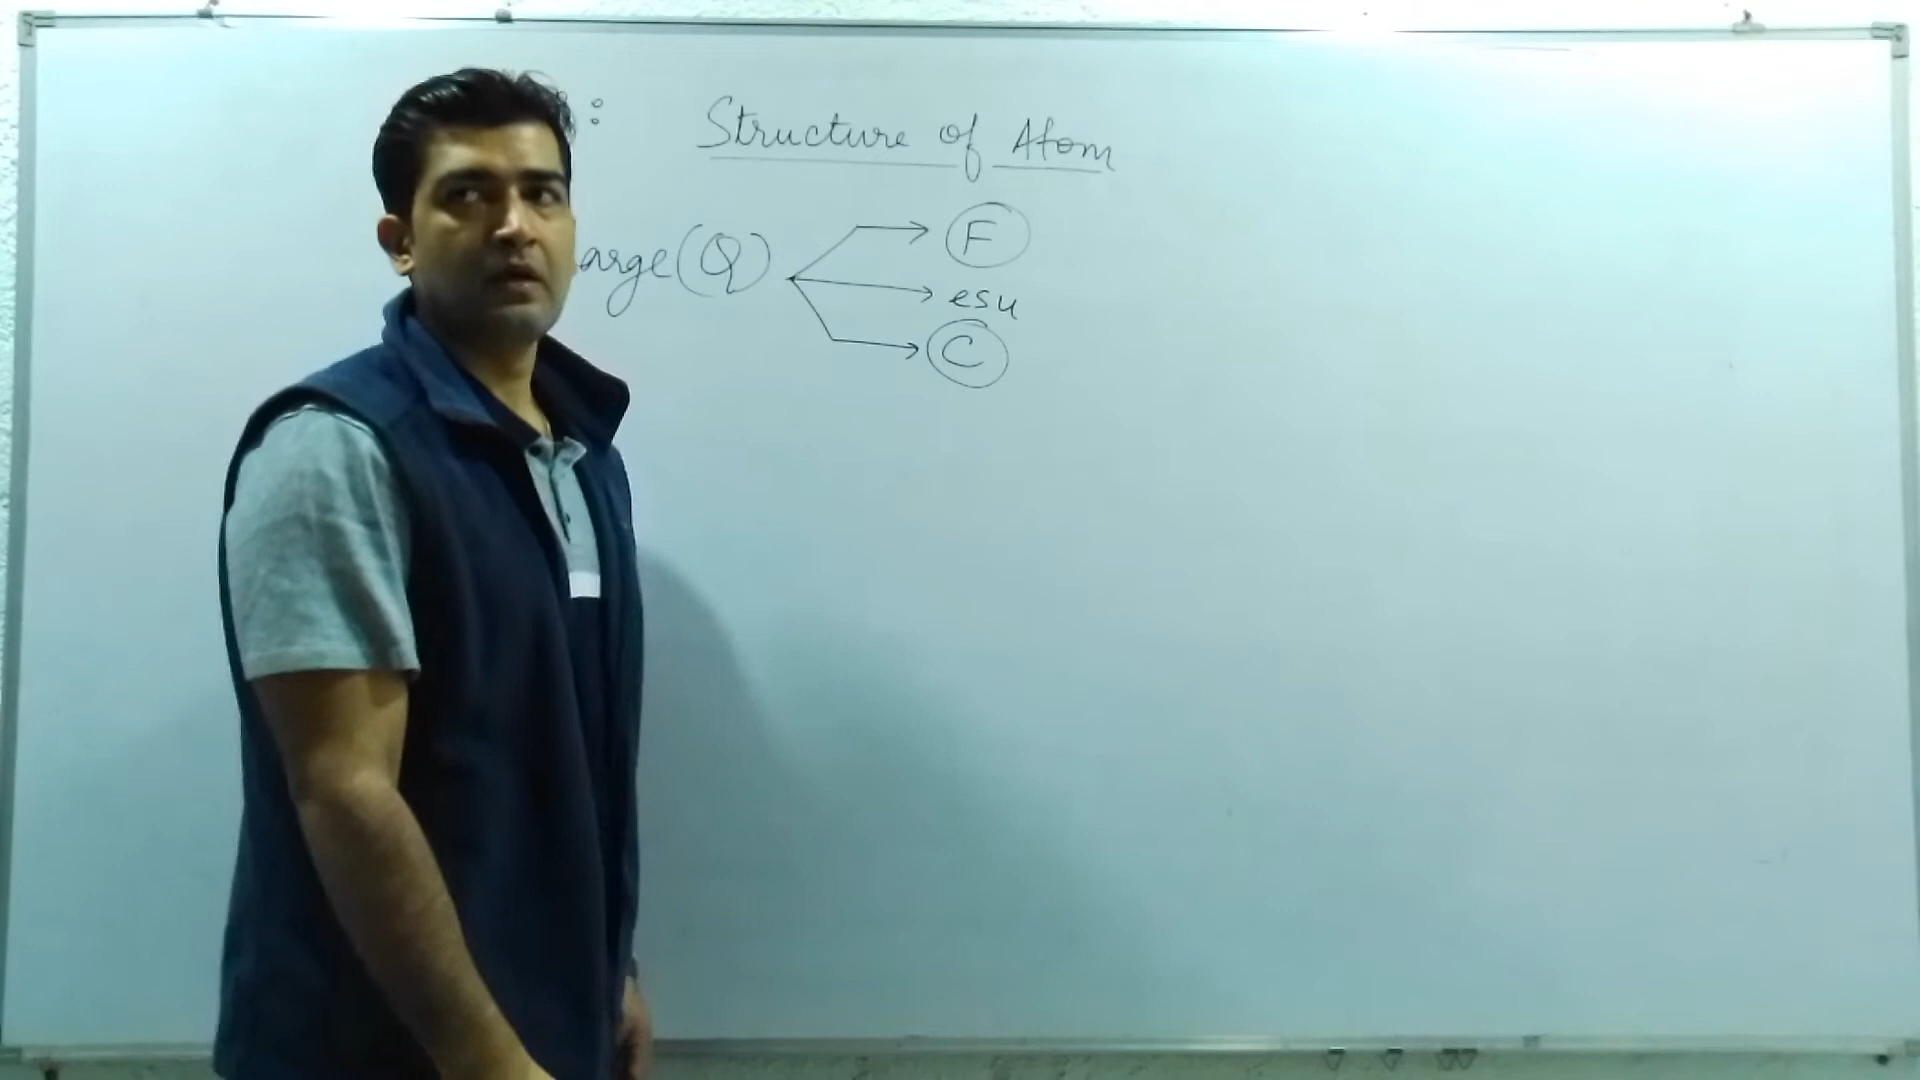 : Structure of Atom
arge (Q) F
esu
C